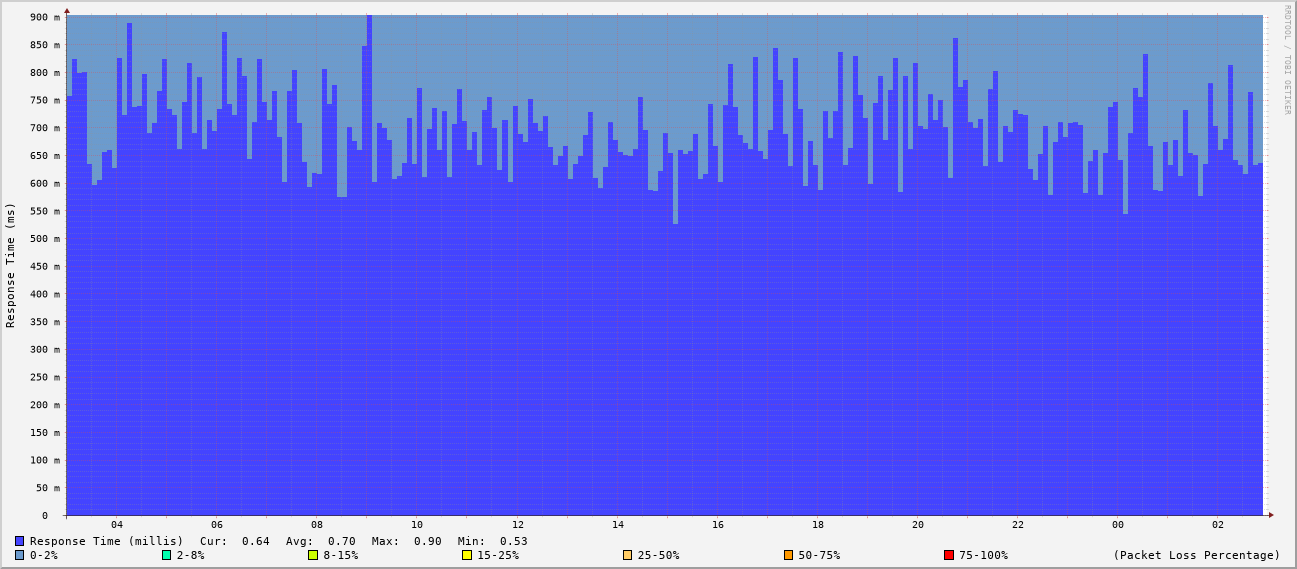 RRDTOOL / TOBI OETIKER
Response Time (ms)
900 m
850 m
800 m
750 m
700 m
650 m
600 m
550 m
500 m
450 m
400 m
350 m
300 m
250 m
200 m
150 m
100 m
50 m
0
04 06 08 10 12 14 16 18 20 22 00 02
Response Time (millis) Cur: 0.64 Avg: 0.70 Max: 0.90 Min: 0.53
0-2% 2-8% 8-15% 15-25% 25-50% 50-75% 75-100% (Packet Loss Percentage)